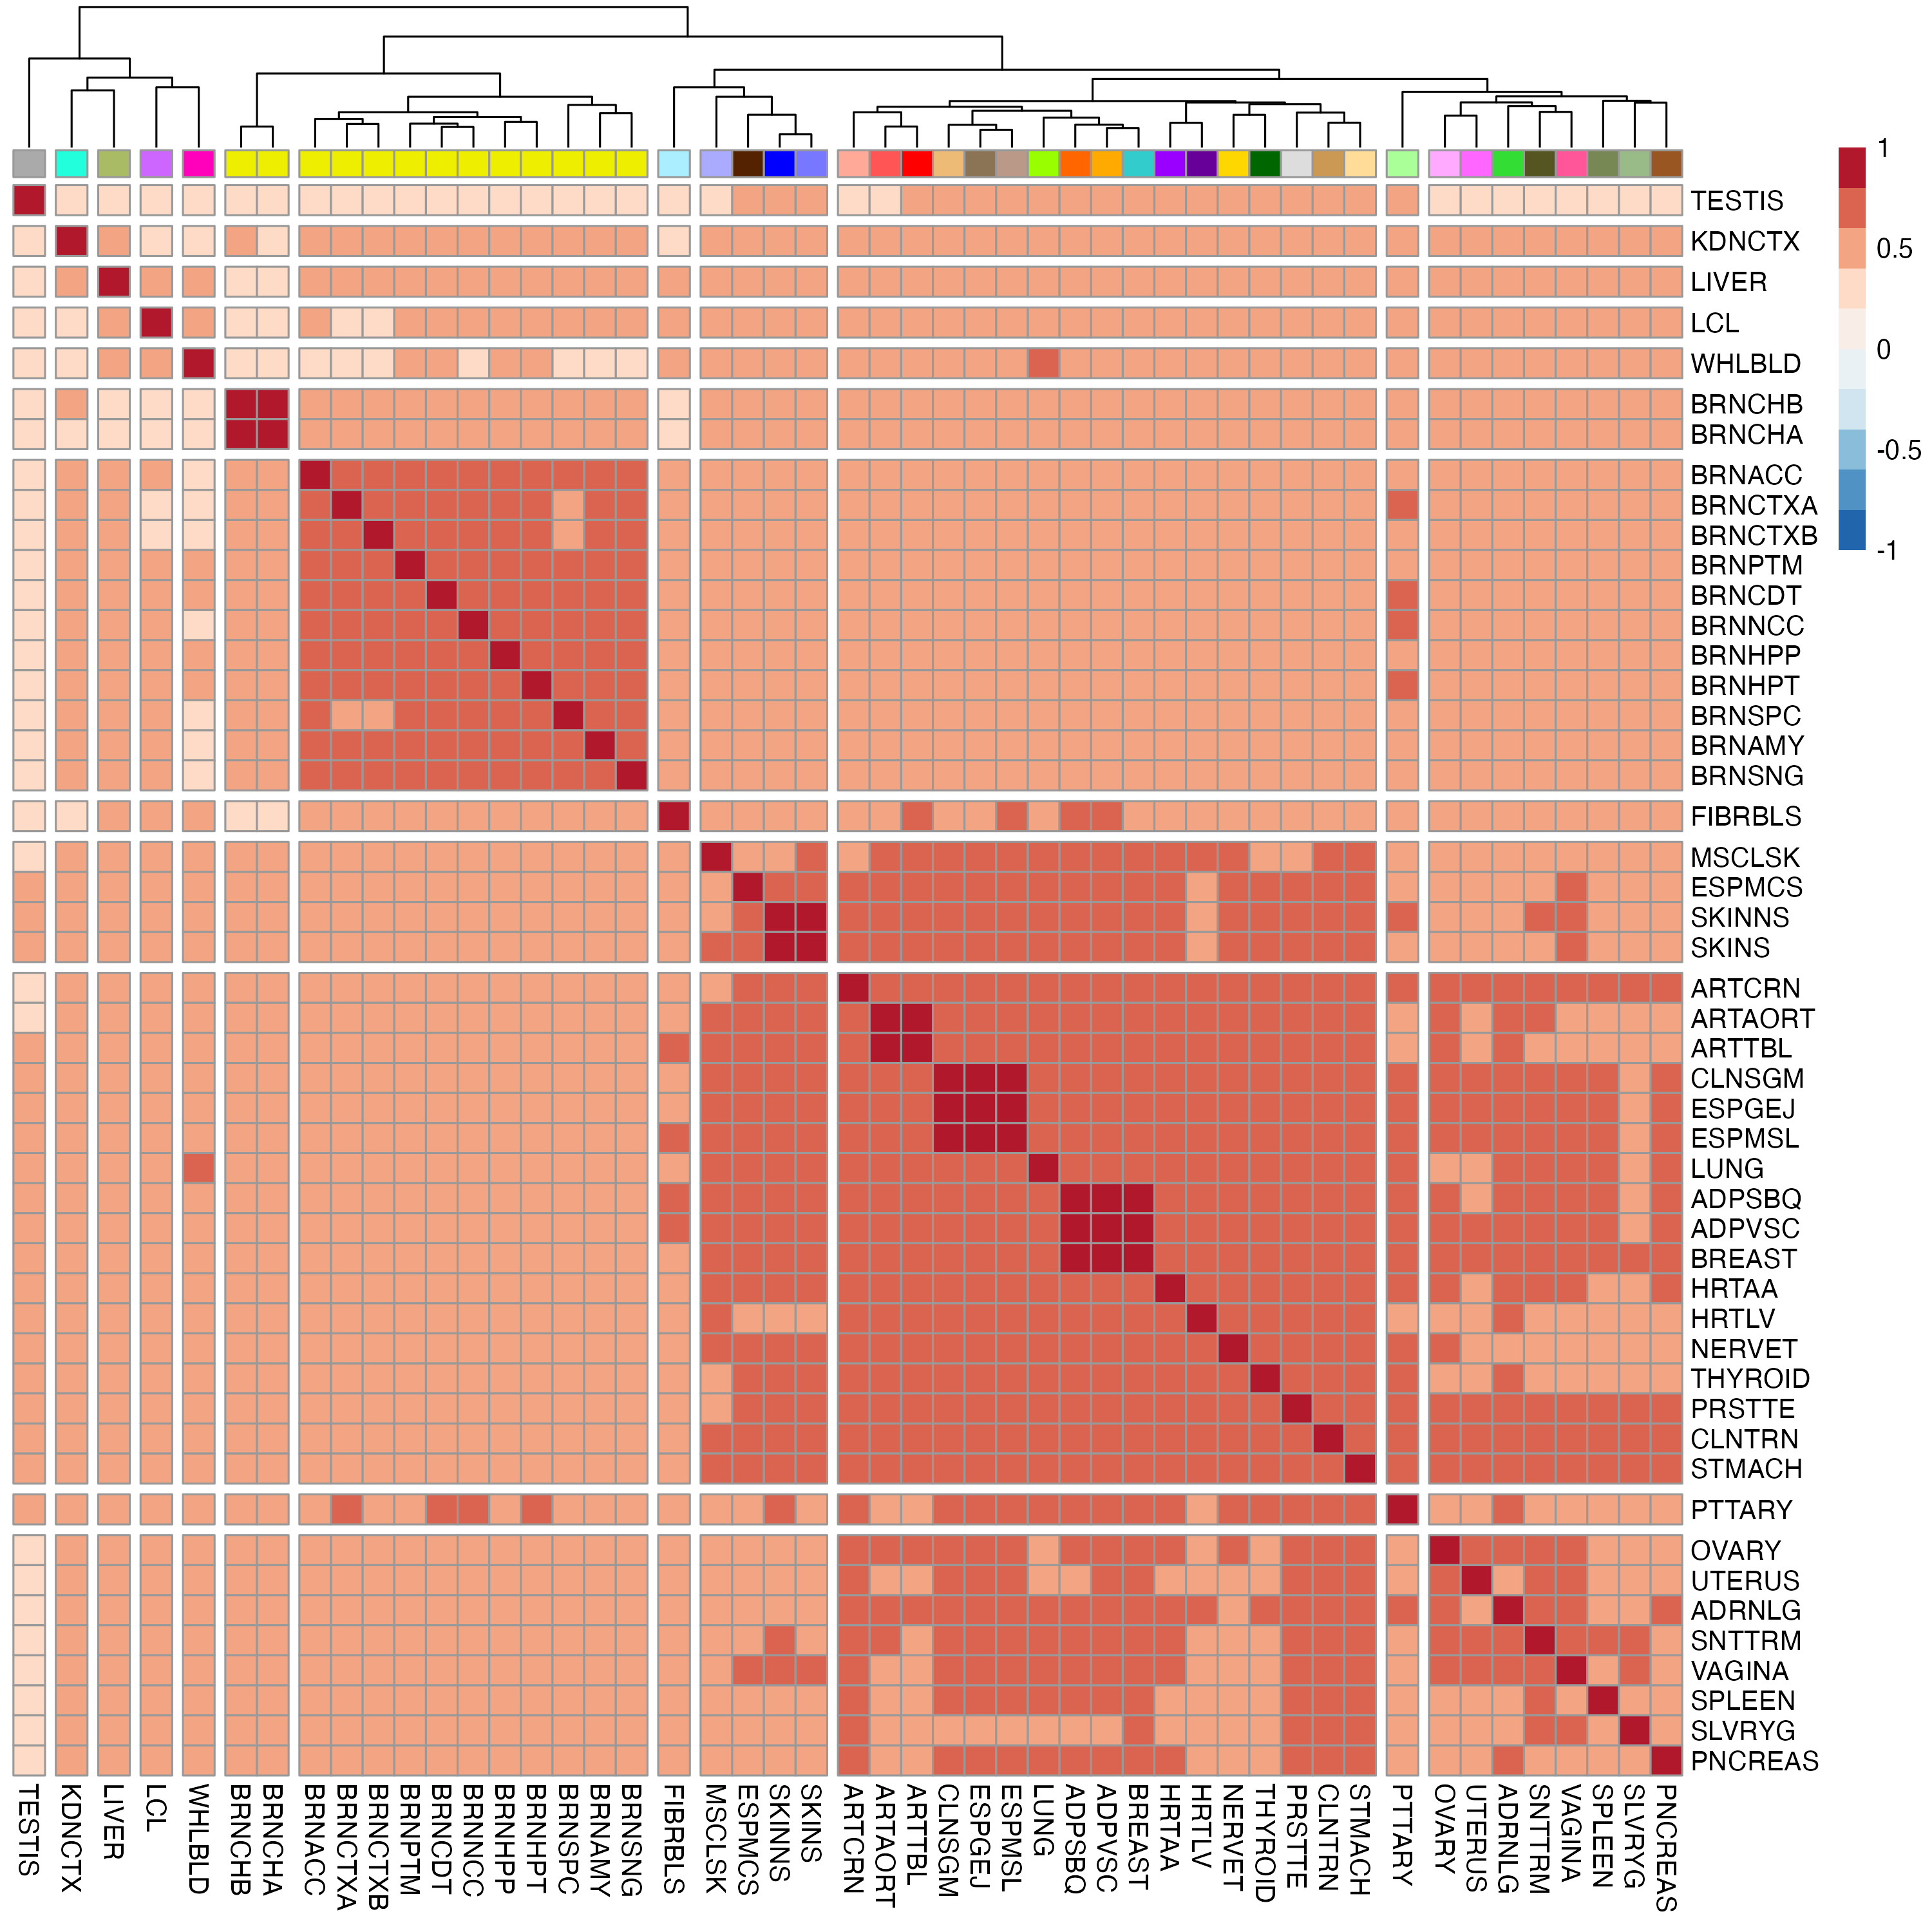 1
0.5
0
-0.5
-1
TESTIS
KDNCTX
LIVER
LCL
WHLBLD
BRNCHB
BRNCHA
BRNACC
BRNCTXA
BRNCTXB
BRNPTM
BRNCDT
BRNNCC
BRNHPP
BRNHPT
BRNSPC
BRNAMY
BRNSNG
FIBRBLS
MSCLSK
ESPMCS
SKINNS
SKINS
ARTCRN
ARTAORT
ARTTBL
CLNSGM
ESPGEJ
ESPMSL
LUNG
ADPSBQ
ADPVSC
BREAST
HRTAA
HRTLV
NERVET
THYROID
PRSTTE
CLNTRN
STMACH
PTTARY
OVARY
UTERUS
ADRNLG
SNTTRM
VAGINA
SPLEEN
SLVRYG
PNCREAS
TESTIS
KDNCTX
LIVER
LCL
WHLBLD
BRNCHB
BRNCHA
BRNACC
BRNCTXA
BRNCTXB
BRNPTM
BRNCDT
BRNNCC
BRNHPP
BRNHPT
BRNSPC
BRNAMY
BRNSNG
FIBRBLS
MSCLSK
ESPMCS
SKINNS
SKINS
ARTCRN
ARTAORT
ARTTBL
CLNSGM
ESPGEJ
ESPMSL
LUNG
ADPSBQ
ADPVSC
BREAST
HRTAA
HRTLV
NERVET
THYROID
PRSTTE
CLNTRN
STMACH
PTTARY
OVARY
UTERUS
ADRNLG
SNTTRM
VAGINA
SPLEEN
SLVRYG
PNCREAS